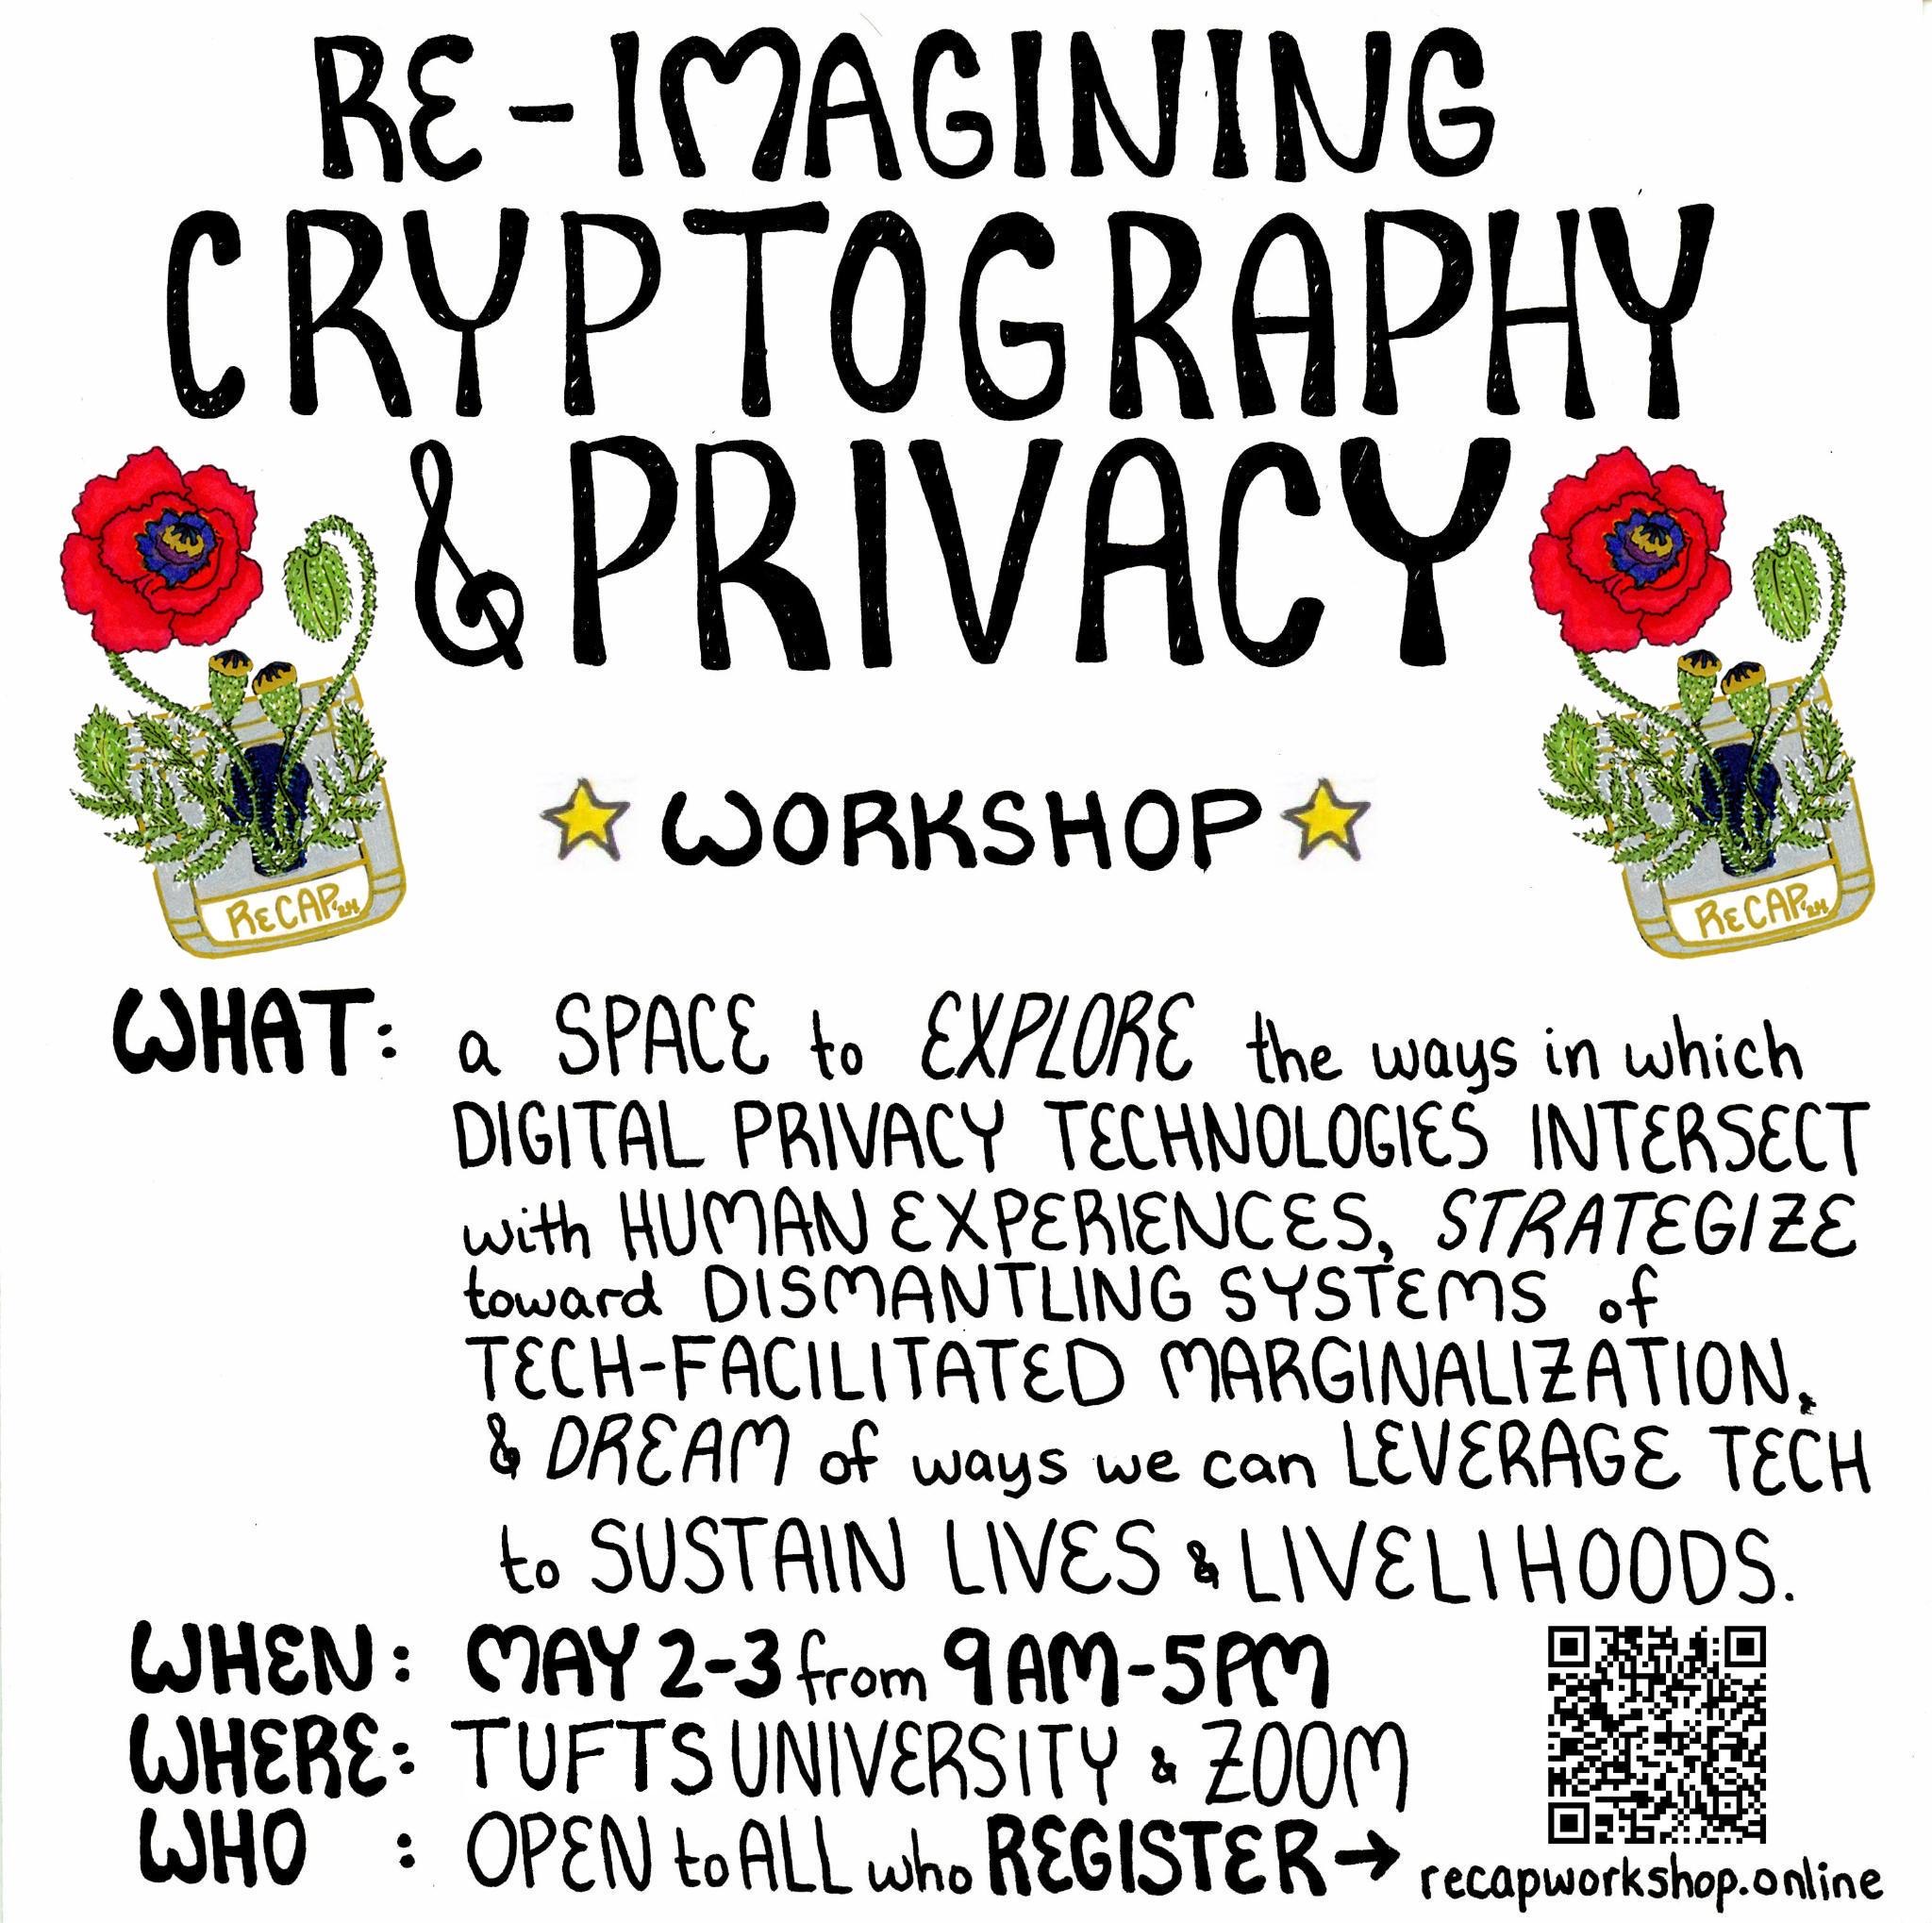 RE-IMAGINING
CRYPTOGRAPHY
& PRIVACY
WORKSHOP
RECAP '24
RECAP '24
WHAT: a SPACE to EXPLORE the ways in which
DIGITAL PRIVACY TECHNOLOGIES INTERSECT
with HUMAN EXPERIENCES, STRATEGIZE
toward DISMANTLING SYSTEMS of
TECH-FACILITATED MARGINALIZATION,
& DREAM of ways we can LEVERAGE TECH
to SUSTAIN LIVES & LIVELIHOODS.
WHEN: MAY 2-3 from 9AM-5PM
WHERE: TUFTS UNIVERSITY & ZOOM
WHO : OPEN to ALL who REGISTER→
recapworkshop.online